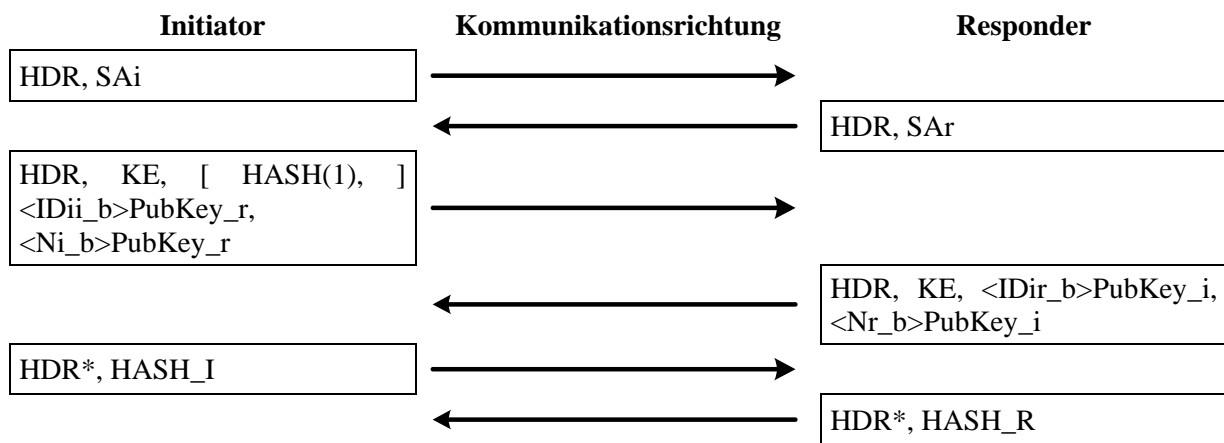 Initiator Kommunikationsrichtung Responder
HDR, SAi
HDR, SAr
HDR, KE, [ HASH(1), ]
<IDii_b>PubKey_r,
<Ni_b>PubKey_r
HDR, KE, <IDir_b>PubKey_i,
<Nr_b>PubKey_i
HDR*, HASH_I
HDR*, HASH_R